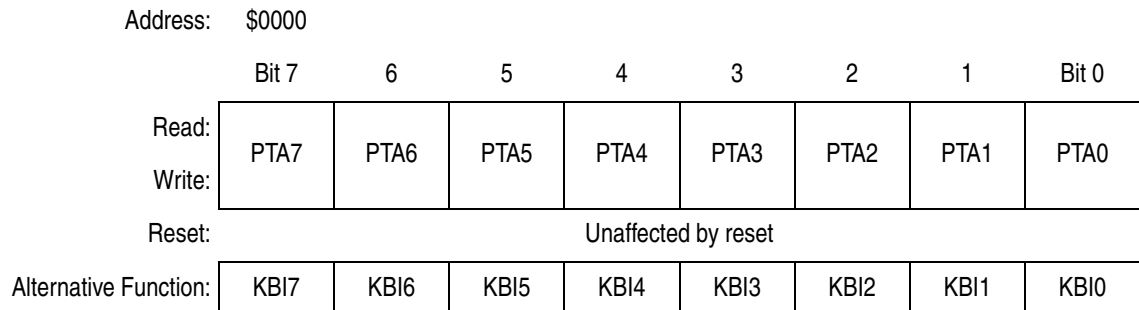 Address: $0000
Bit 7 6 5 4 3 2 1 Bit 0
Read:
PTA7 PTA6 PTA5 PTA4 PTA3 PTA2 PTA1 PTA0
Write:
Reset: Unaffected by reset
Alternative Function: KBI7 KBI6 KBI5 KBI4 KBI3 KBI2 KBI1 KBI0